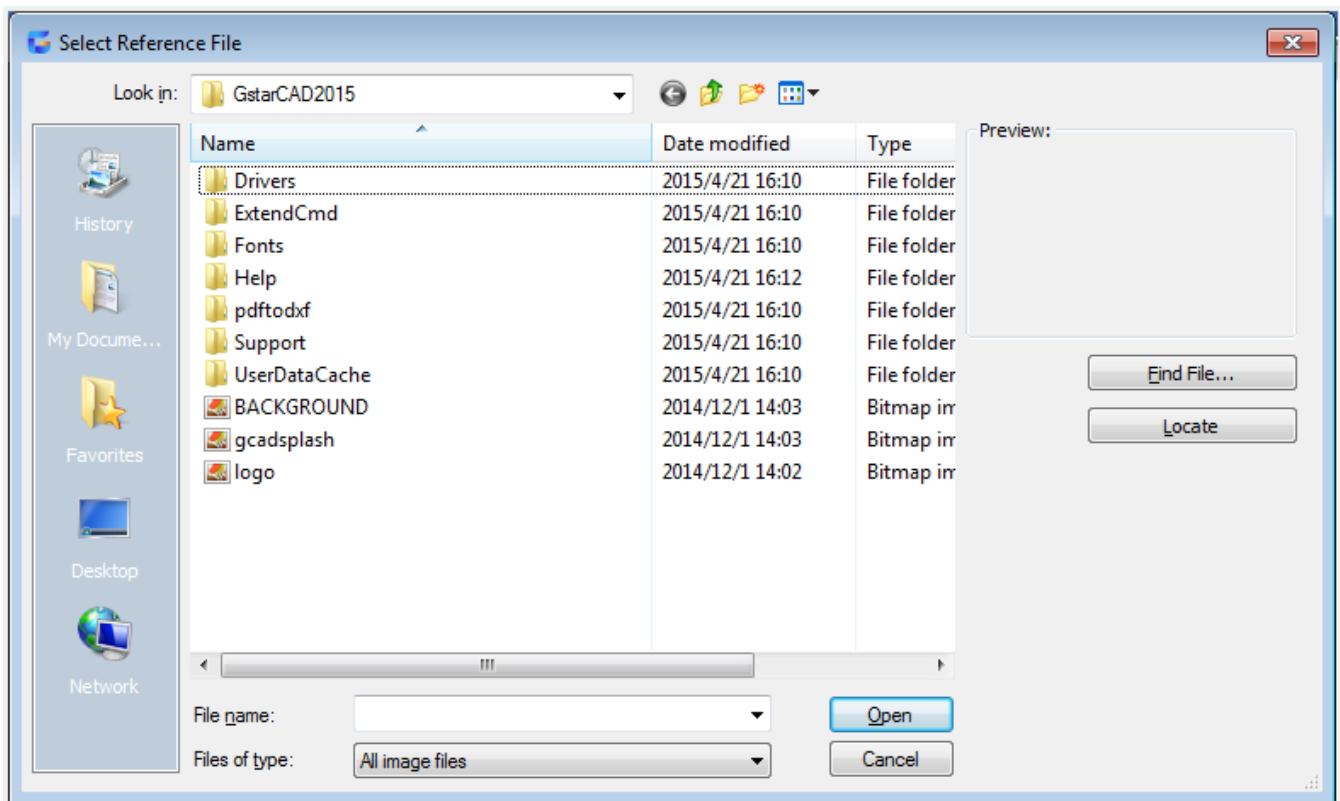 Select Reference File
Look in: GstarCAD2015
Name Date modified Type Preview:
Drivers 2015/4/21 16:10 File folder
History ExtendCmd 2015/4/21 16:10 File folder
Fonts 2015/4/21 16:10 File folder
Help 2015/4/21 16:12 File folder
pdftodxf 2015/4/21 16:10 File folder
My Docume... Support 2015/4/21 16:10 File folder
UserDataCache 2015/4/21 16:10 File folder Find File...
BACKGROUND 2014/12/1 14:03 Bitmap im
gcadsplash 2014/12/1 14:03 Bitmap im Locate
Favorites logo 2014/12/1 14:02 Bitmap im
Desktop
Network
File name: Open
Files of type: All image files Cancel